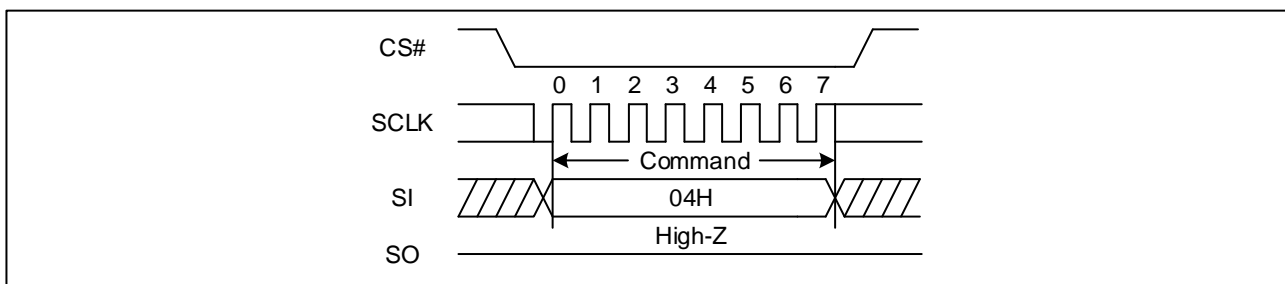 CS#
0 1 2 3 4 5 6 7
SCLK
Command
SI 04H
High-Z
SO